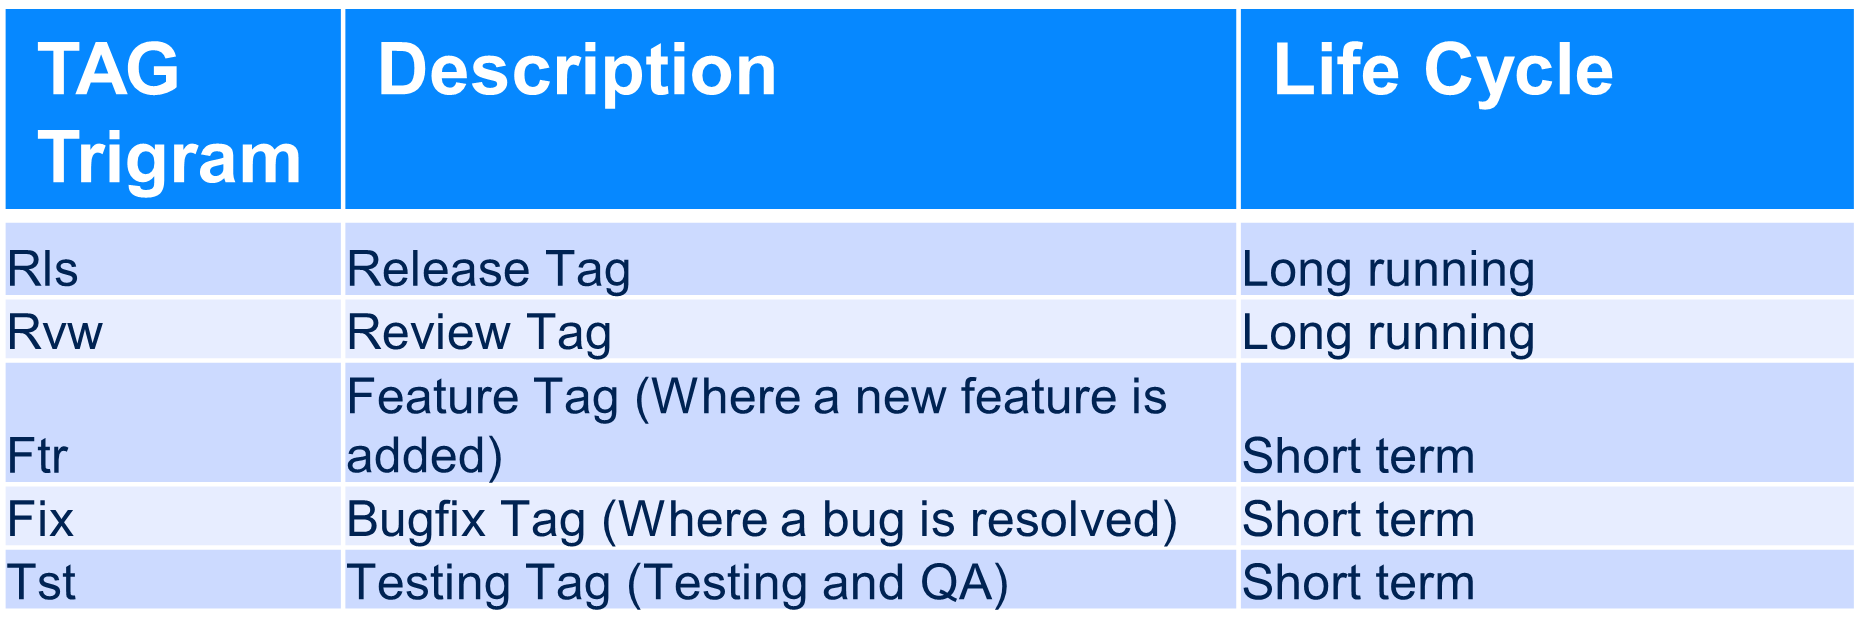 TAG Trigram Description Life Cycle
Rls Release Tag Long running
Rvw Review Tag Long running
Ftr Feature Tag (Where a new feature is added) Short term
Fix Bugfix Tag (Where a bug is resolved) Short term
Tst Testing Tag (Testing and QA) Short term